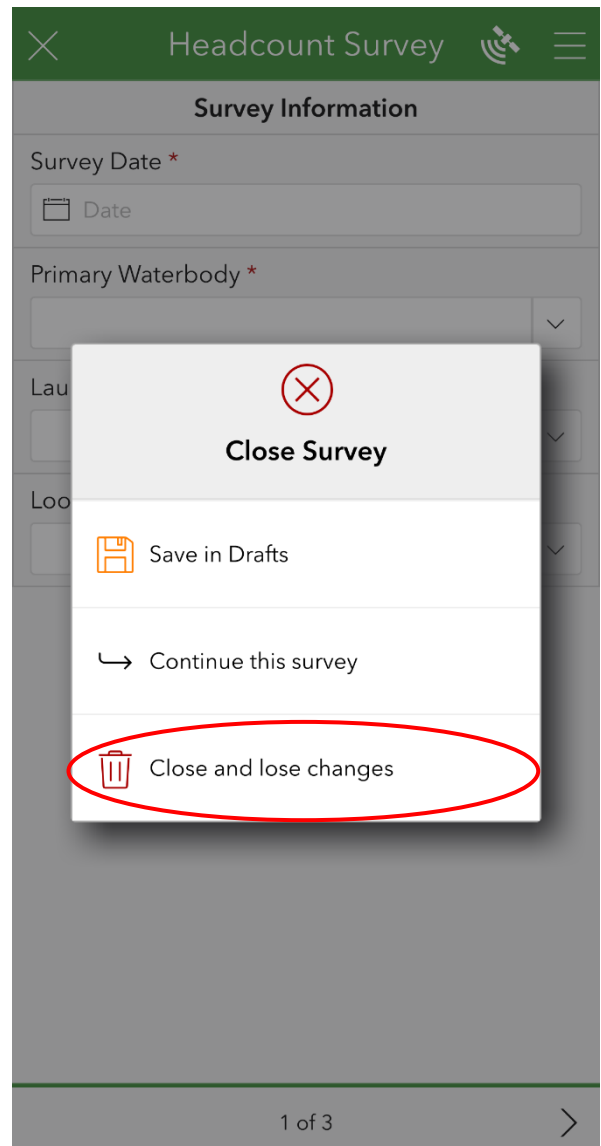 Headcount Survey
Survey Information
Survey Date *
Date
Primary Waterbody *
Lau
Close Survey
Loo
Save in Drafts
Continue this survey
Close and lose changes
1 of 3